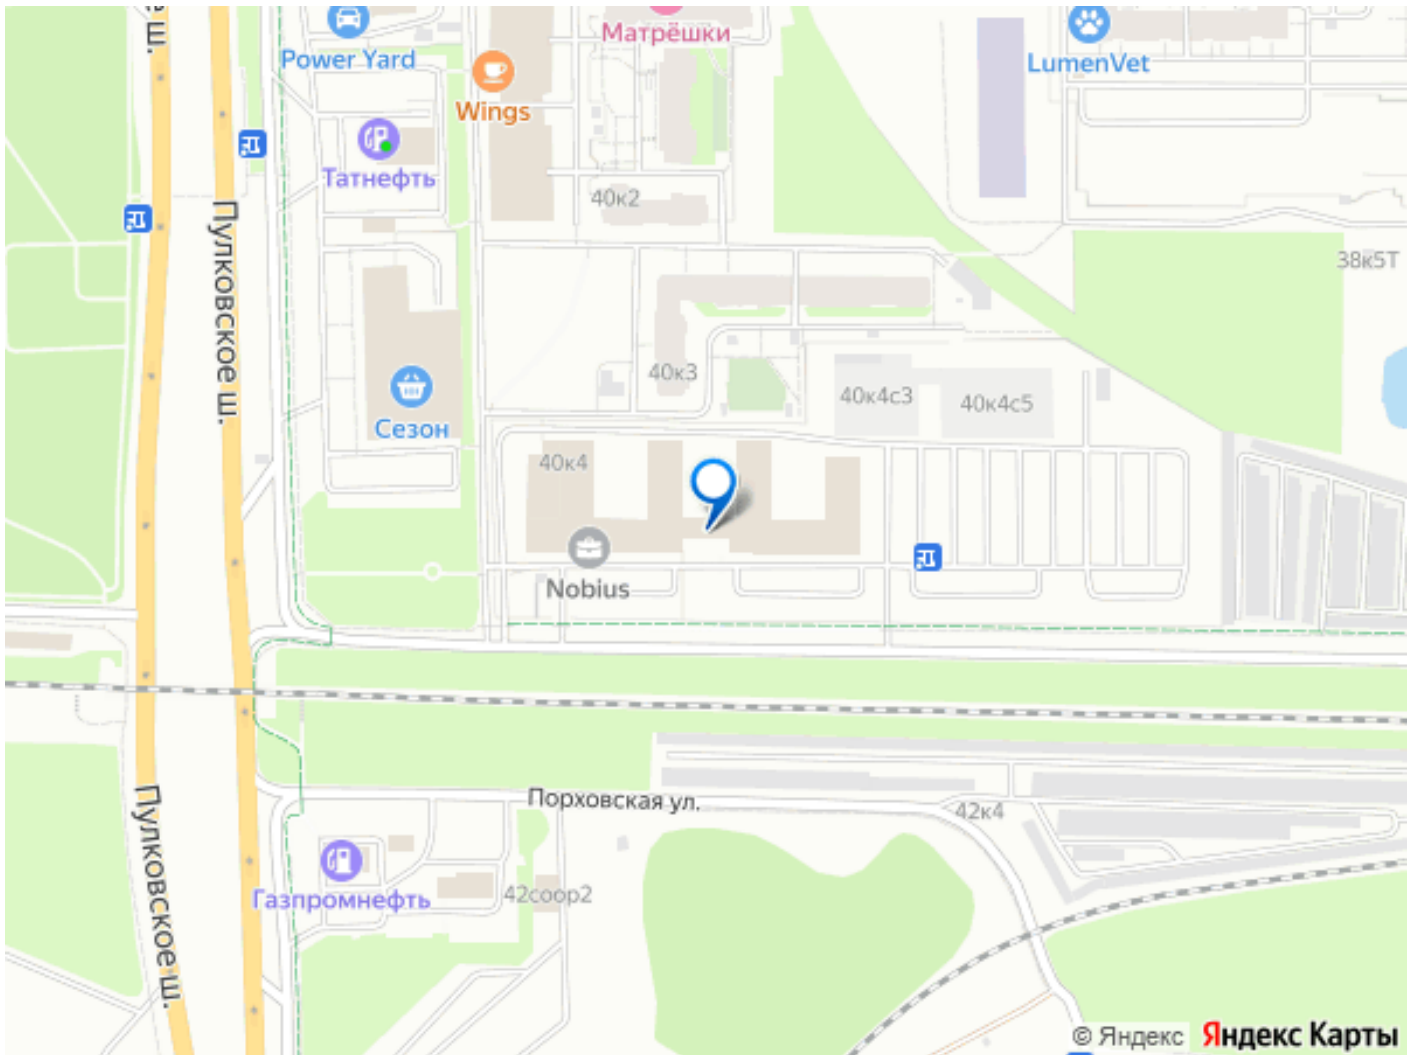 ш.
Матрёшки
Power Yard
LumenVet
Wings
Татнефть
40к2
Пулковское ш.
38к5Т
40к3
40к4с3
40к4с5
Сезон
40к4
Nobius
Порховская ул.
42к4
Пулковское ш.
Газпромнефть
42соор2
© Яндекс Яндекс Карты